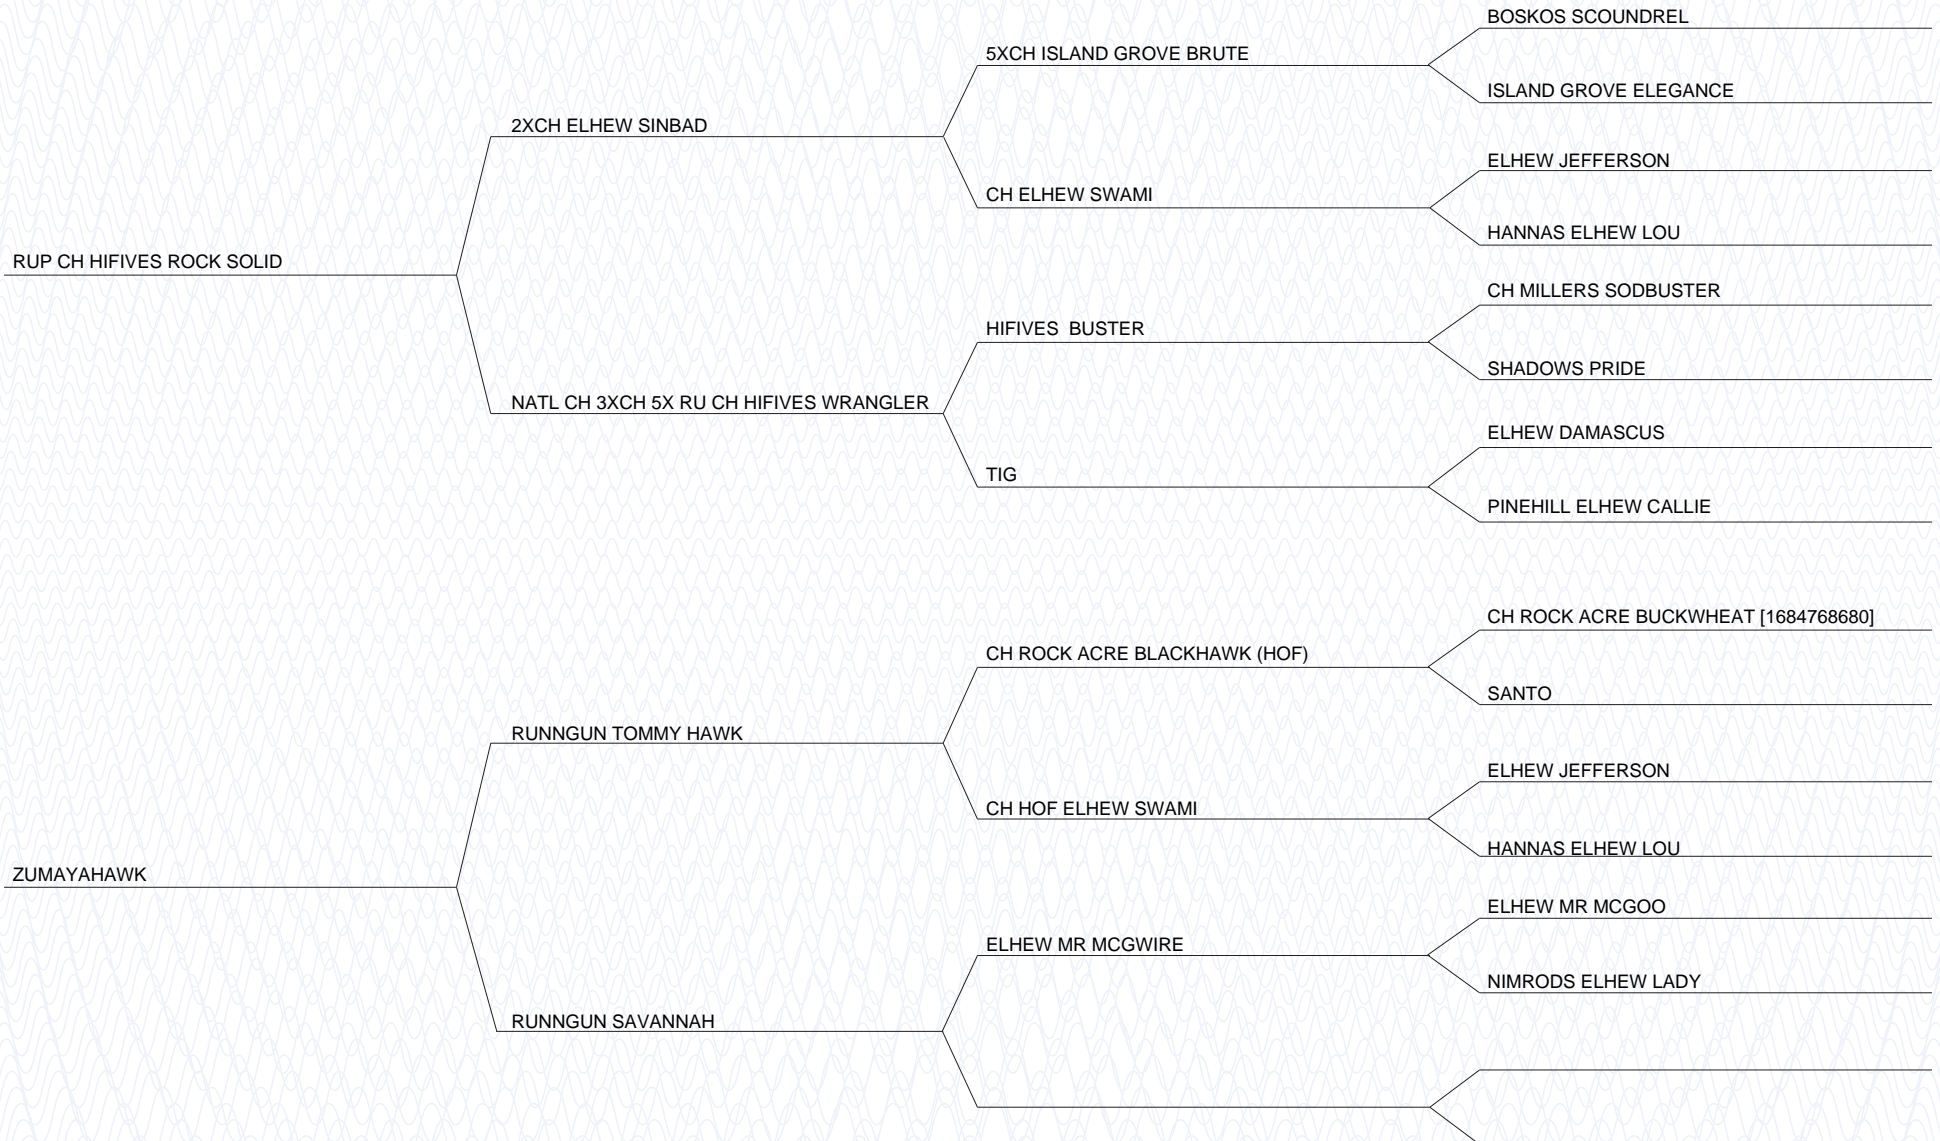 BOSKOS SCOUNDREL
5XCH ISLAND GROVE BRUTE
ISLAND GROVE ELEGANCE
2XCH ELHEW SINBAD
ELHEW JEFFERSON
CH ELHEW SWAMI
HANNAS ELHEW LOU
RUP CH HIFIVES ROCK SOLID
CH MILLERS SODBUSTER
HIFIVES  BUSTER
SHADOWS PRIDE
NATL CH 3XCH 5X RU CH HIFIVES WRANGLER
ELHEW DAMASCUS
TIG
PINEHILL ELHEW CALLIE
CH ROCK ACRE BUCKWHEAT [1684768680]
CH ROCK ACRE BLACKHAWK (HOF)
SANTO
RUNNGUN TOMMY HAWK
ELHEW JEFFERSON
CH HOF ELHEW SWAMI
HANNAS ELHEW LOU
ZUMAYAHAWK
ELHEW MR MCGOO
ELHEW MR MCGWIRE
NIMRODS ELHEW LADY
RUNNGUN SAVANNAH